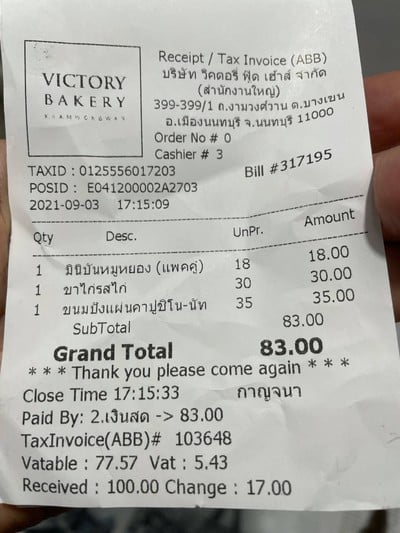 VICTORY
BAKERY
Receipt / Tax Invoice (ABB)
บริษัท วิคตอรี่ ฟู้ด เฮ้าส์ จำกัด
(สำนักงานใหญ่)
399-399/1 ถ.งามวงศ์วาน ต.บางเขน
อ.เมืองนนทบุรี จ.นนทบุรี 11000
Order No # 0
Cashier # 3
Bill #317195
TAXID : 0125556017203
POSID : E041200002A2703
2021-09-03 17:15:09
Qty Desc. UnPr. Amount
1 มินิบันหมูหยอง (แพคคู่) 18 18.00
1 ขาไก่รสไก่ 30 30.00
1 ขนมปังแผ่นคาปูชิโน-นัท 35 35.00
SubTotal 83.00
Grand Total 83.00
* * * Thank you please come again * * *
Close Time 17:15:33 กาญจนา
Paid By: 2.เงินสด -> 83.00
TaxInvoice(ABB)# 103648
Vatable : 77.57 Vat : 5.43
Received : 100.00 Change : 17.00